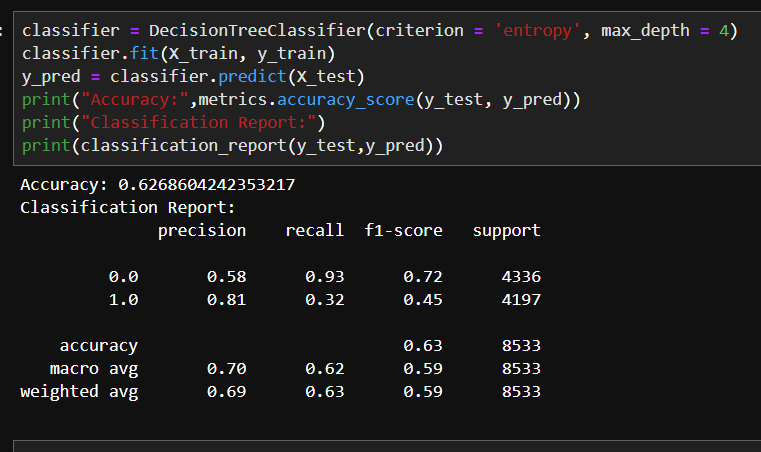 :
classifier = DecisionTreeClassifier(criterion = 'entropy', max_depth = 4)
classifier.fit(X_train, y_train)
y_pred = classifier.predict(X_test)
print("Accuracy:",metrics.accuracy_score(y_test, y_pred))
print("Classification Report:")
print(classification_report(y_test,y_pred))
Accuracy: 0.6268604242353217
Classification Report:
precision recall f1-score support
0.0 0.58 0.93 0.72 4336
1.0 0.81 0.32 0.45 4197
accuracy 0.63 8533
macro avg 0.70 0.62 0.59 8533
weighted avg 0.69 0.63 0.59 8533